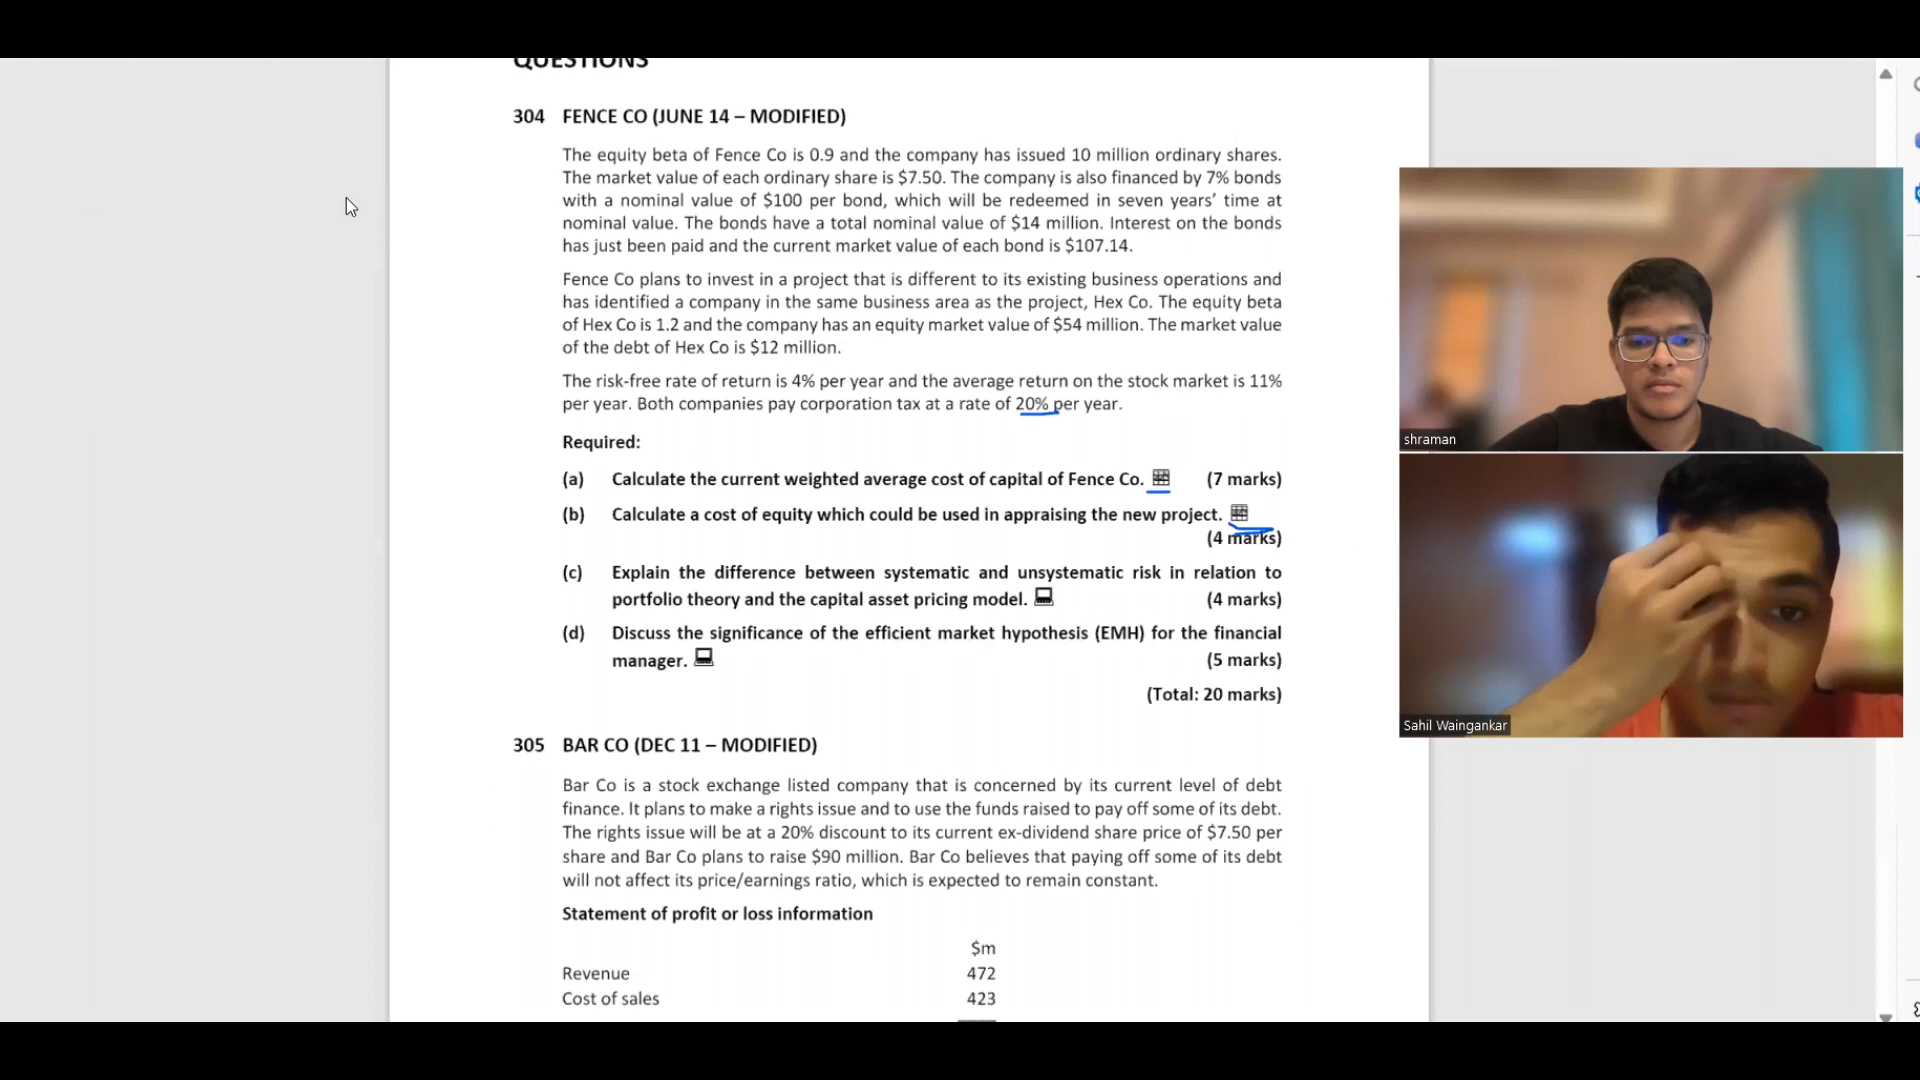 QUESTIONS
304 FENCE CO (JUNE 14 – MODIFIED)
The equity beta of Fence Co is 0.9 and the company has issued 10 million ordinary shares.
The market value of each ordinary share is $7.50. The company is also financed by 7% bonds
with a nominal value of $100 per bond, which will be redeemed in seven years' time at
nominal value. The bonds have a total nominal value of $14 million. Interest on the bonds
has just been paid and the current market value of each bond is $107.14.
Fence Co plans to invest in a project that is different to its existing business operations and
has identified a company in the same business area as the project, Hex Co. The equity beta
of Hex Co is 1.2 and the company has an equity market value of $54 million. The market value
of the debt of Hex Co is $12 million.
The risk-free rate of return is 4% per year and the average return on the stock market is 11%
per year. Both companies pay corporation tax at a rate of 20% per year.
Required:
(a) Calculate the current weighted average cost of capital of Fence Co. (7 marks)
(b) Calculate a cost of equity which could be used in appraising the new project.
(4 marks)
(c) Explain the difference between systematic and unsystematic risk in relation to
portfolio theory and the capital asset pricing model. (4 marks)
(d) Discuss the significance of the efficient market hypothesis (EMH) for the financial
manager. (5 marks)
(Total: 20 marks)
305 BAR CO (DEC 11 – MODIFIED)
Bar Co is a stock exchange listed company that is concerned by its current level of debt
finance. It plans to make a rights issue and to use the funds raised to pay off some of its debt.
The rights issue will be at a 20% discount to its current ex-dividend share price of $7.50 per
share and Bar Co plans to raise $90 million. Bar Co believes that paying off some of its debt
will not affect its price/earnings ratio, which is expected to remain constant.
Statement of profit or loss information
$m
Revenue 472
Cost of sales 423
shraman
Sahil Waingankar